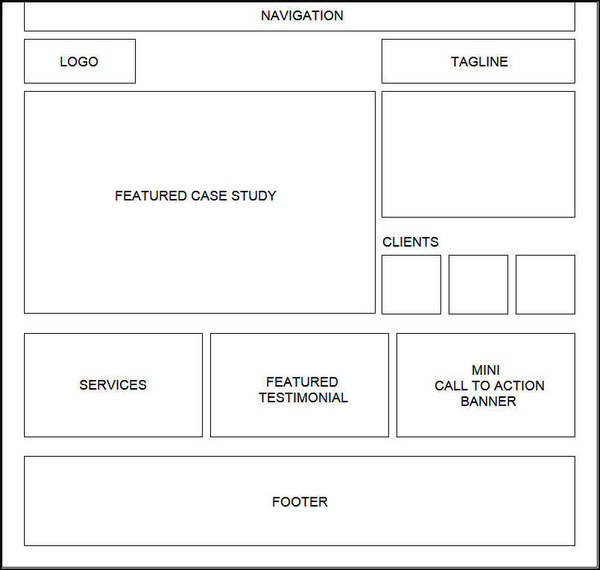 NAVIGATION
LOGO
TAGLINE
FEATURED CASE STUDY
CLIENTS
SERVICES
FEATURED
TESTIMONIAL
MINI
CALL TO ACTION
BANNER
FOOTER